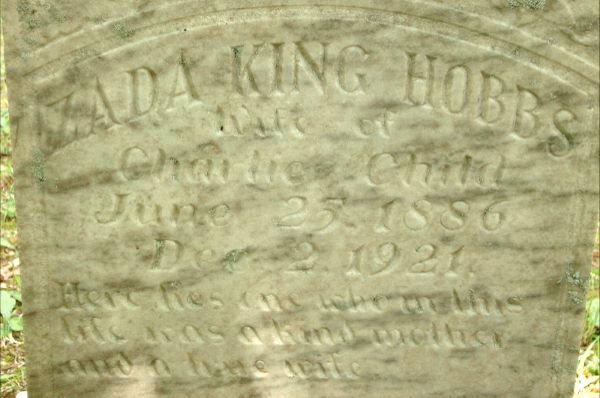 ZADA KING HOBBS
Wife of
Charlie Child
June 25, 1886
Dec 2 1921.
Here lies one who in this
life was a kind mother
and a true wife